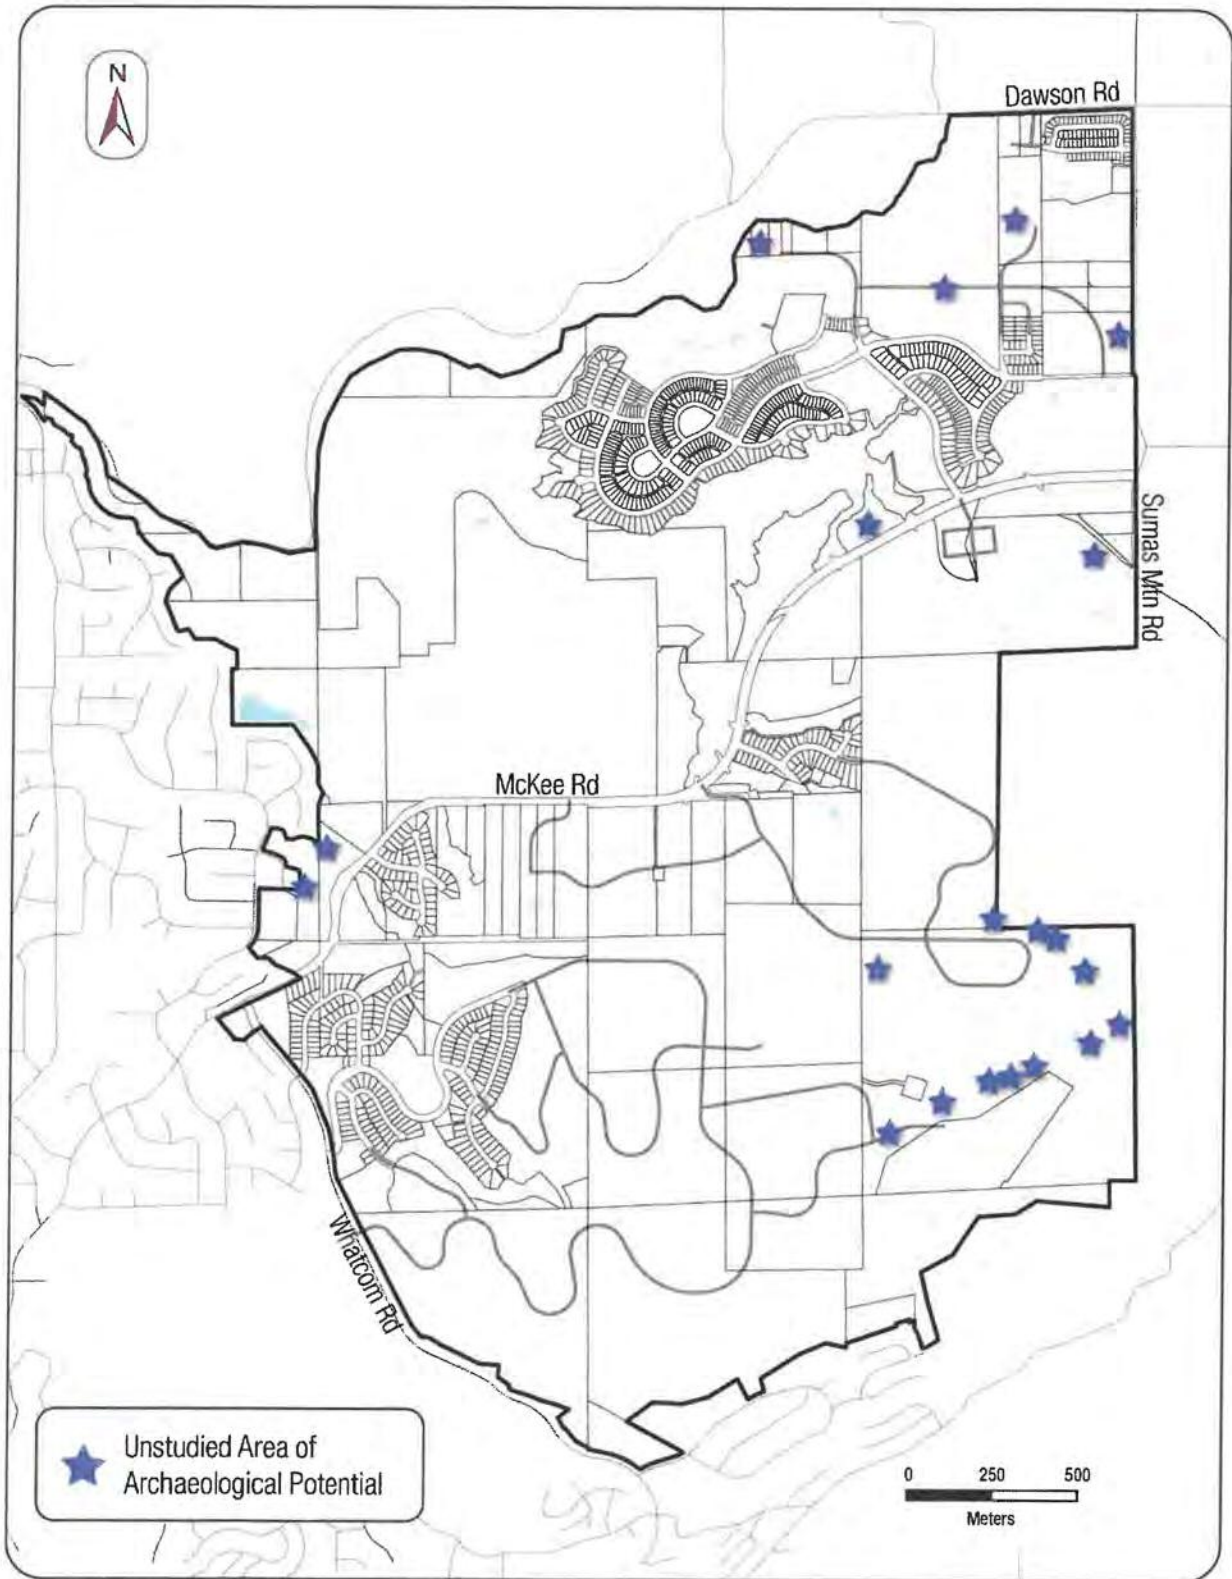 N
Dawson Rd
Sumas Mtn Rd
McKee Rd
Whatcom Rd
Unstudied Area of
Archaeological Potential
0 250 500
Meters